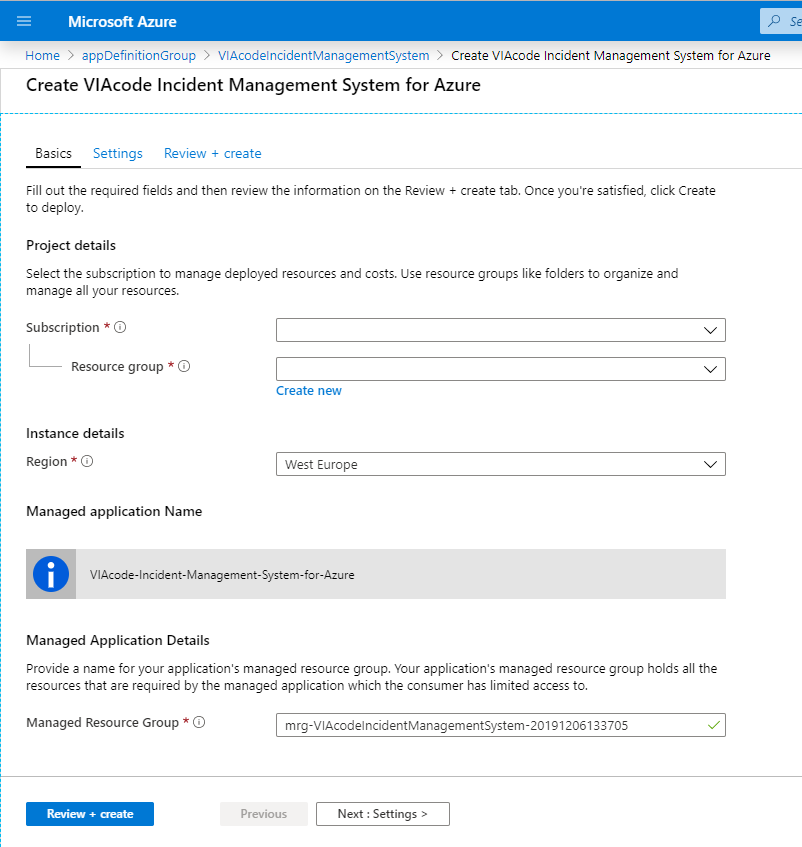 Microsoft Azure
Se
Home > appDefinitionGroup > VIAcodeIncidentManagementSystem > Create VIAcode Incident Management System for Azure
Create VIAcode Incident Management System for Azure
Basics Settings Review + create
Fill out the required fields and then review the information on the Review + create tab. Once you're satisfied, click Create
to deploy.
Project details
Select the subscription to manage deployed resources and costs. Use resource groups like folders to organize and
manage all your resources.
Subscription *
Resource group *
Create new
Instance details
Region *
West Europe
Managed application Name
VIAcode-Incident-Management-System-for-Azure
Managed Application Details
Provide a name for your application's managed resource group. Your application's managed resource group holds all the
resources that are required by the managed application which the consumer has limited access to.
Managed Resource Group *
mrg-VIAcodeIncidentManagementSystem-20191206133705
Review + create Previous Next : Settings >